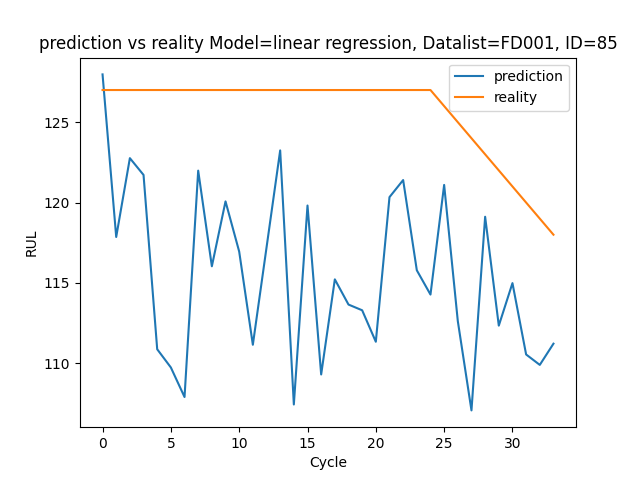 prediction vs reality Model=linear regression, Datalist=FD001, ID=85
prediction
reality
125
120
115
110
RUL
0 5 10 15 20 25 30
Cycle